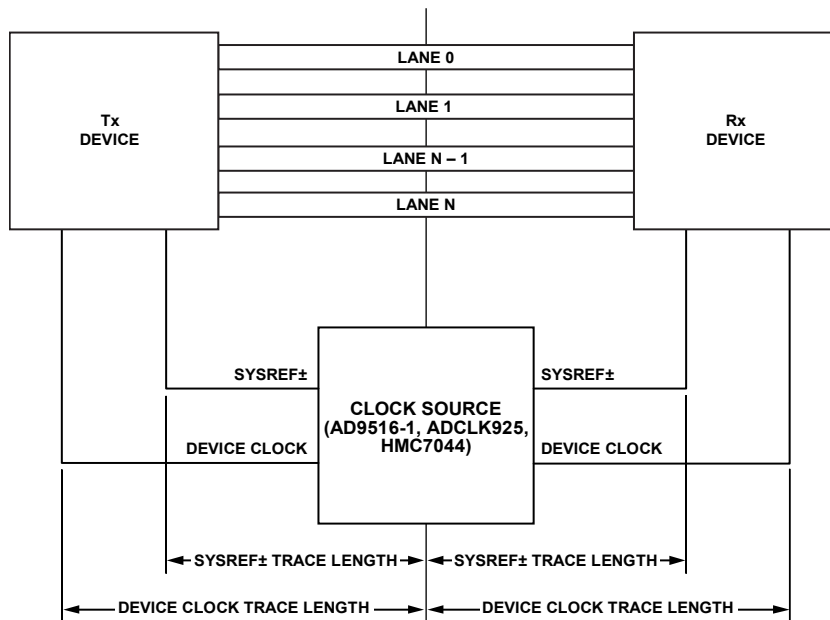 LANE 0
LANE 1
LANE N – 1
LANE N
Tx
DEVICE
Rx
DEVICE
SYSREF±
SYSREF±
CLOCK SOURCE
(AD9516-1, ADCLK925,
HMC7044)
DEVICE CLOCK
DEVICE CLOCK
SYSREF± TRACE LENGTH
SYSREF± TRACE LENGTH
DEVICE CLOCK TRACE LENGTH
DEVICE CLOCK TRACE LENGTH